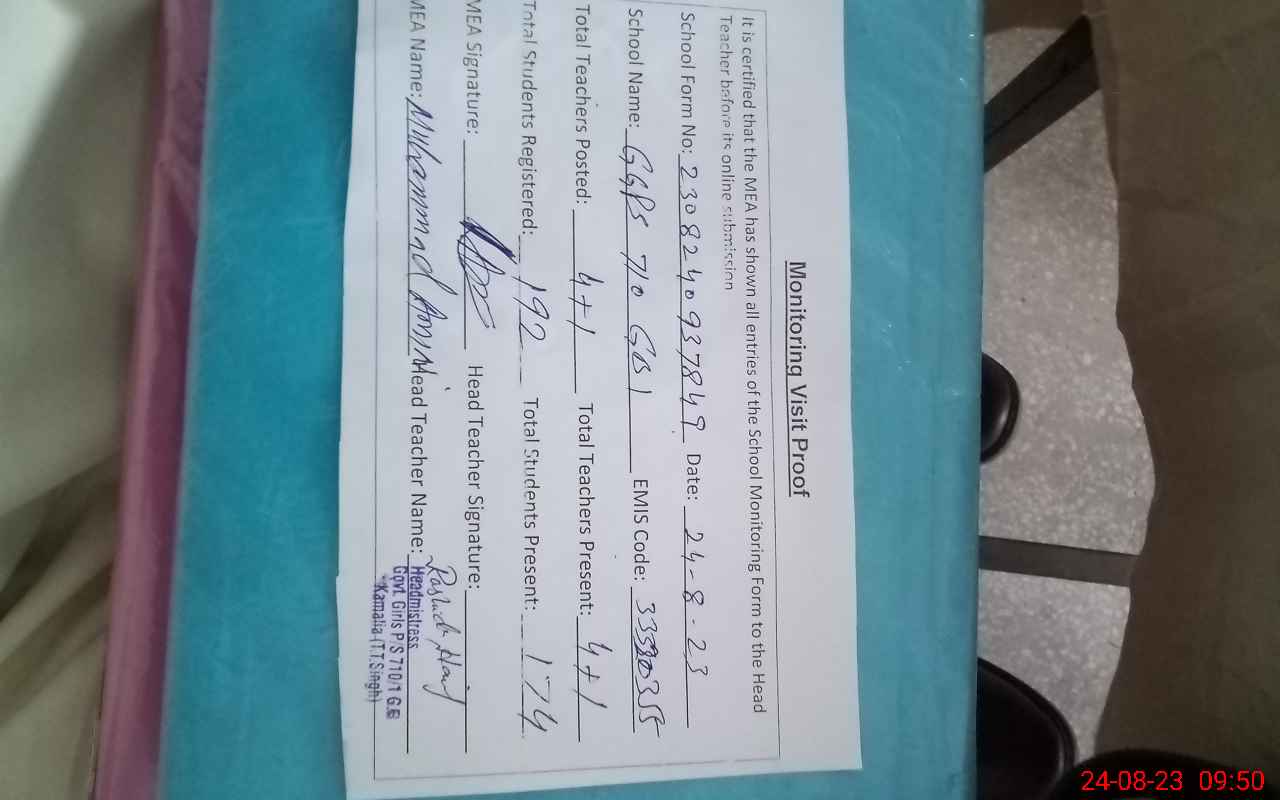 Monitoring Visit Proof
It is certified that the MEA has shown all entries of the School Monitoring Form to the Head
Teacher before its online submission
School Form No: 230824093784 9 Date: 24-8-23
School Name: GGPS 710 GB 1 EMIS Code: 33590355
Total Teachers Posted: 4+1 Total Teachers Present: 4+1
Total Students Registered: 192 Total Students Present: 174
MEA Signature: Head Teacher Signature:
MEA Name: Muhammad Head Teacher Name:
Headmistress
Govt. Girls P/S 710/1 G.B
Kamalia (T.T.Singh)
24-08-23 09:50